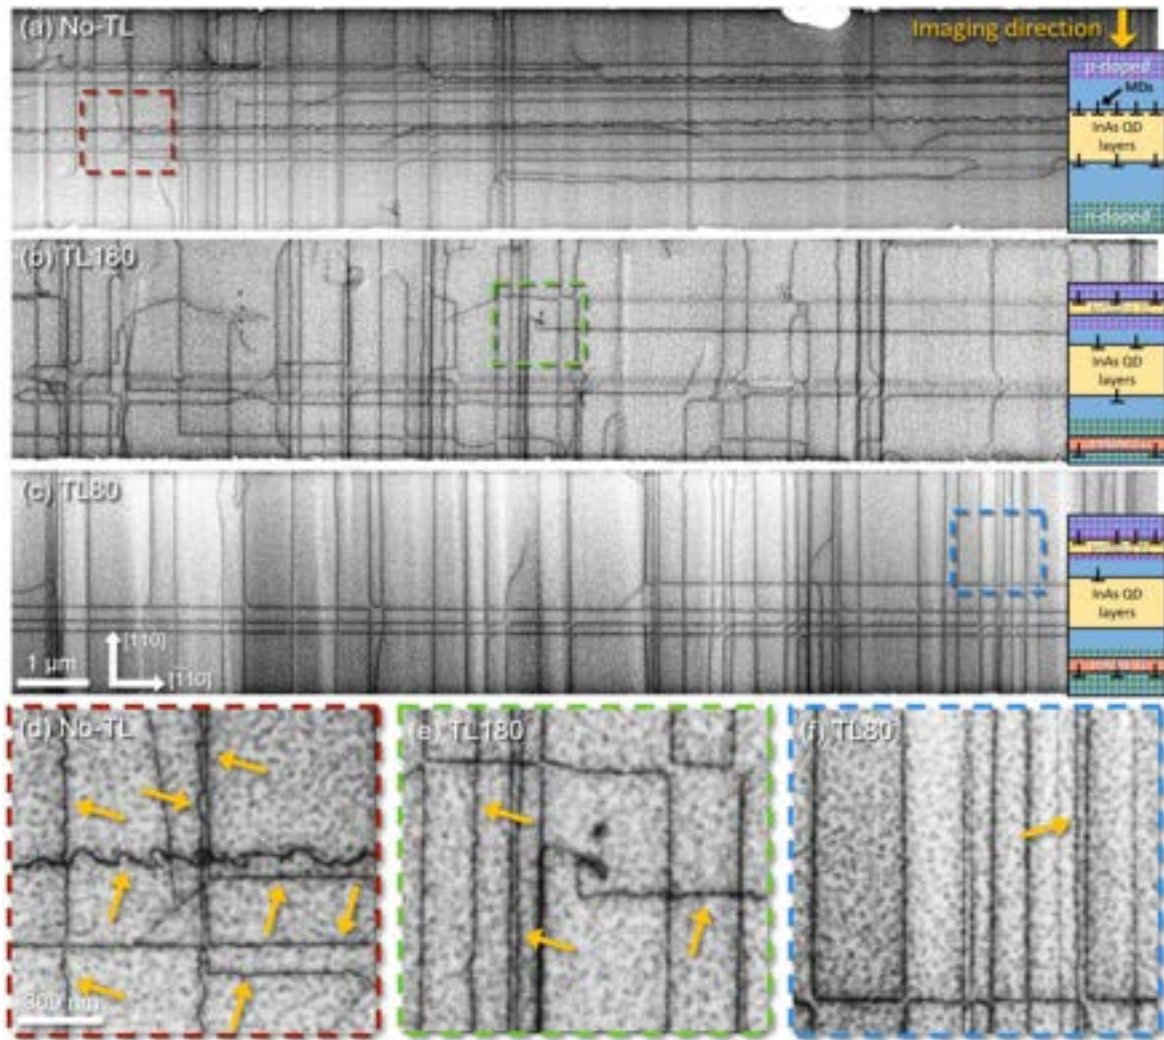 (a) No-TL
Imaging direction
p-doped
MDs
InAs QD
layers
n-doped
(b) TL180
InAs QD
layers
(c) TL80
InAs QD
layers
1 μm
[110]
[110]
(d) No-TL
300 nm
(e) TL180
(f) TL80